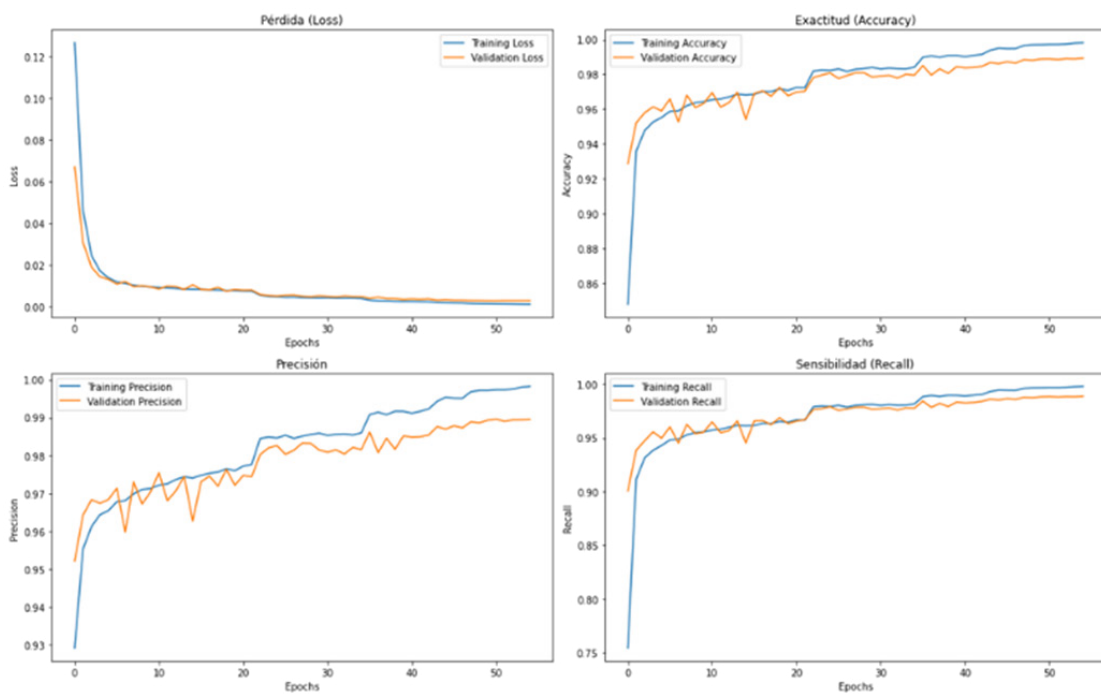 Pérdida (Loss)
Training Loss
Validation Loss
Loss
0.12
0.10
0.08
0.06
0.04
0.02
0.00
0 10 20 30 40 50
Epochs
Exactitud (Accuracy)
Training Accuracy
Validation Accuracy
Accuracy
1.00
0.98
0.96
0.94
0.92
0.90
0.88
0.86
0 10 20 30 40 50
Epochs
Precisión
Training Precision
Validation Precision
Precision
1.00
0.99
0.98
0.97
0.96
0.95
0.94
0.93
0 10 20 30 40 50
Epochs
Sensibilidad (Recall)
Training Recall
Validation Recall
Recall
1.00
0.95
0.90
0.85
0.80
0.75
0 10 20 30 40 50
Epochs